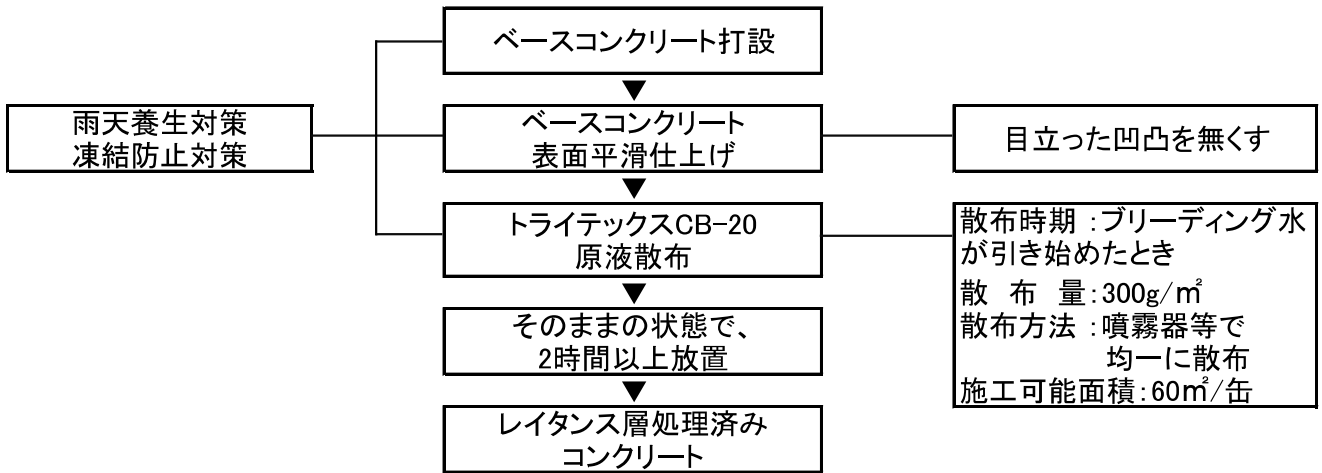 ベースコンクリート打設
▼
雨天養生対策
凍結防止対策
ベースコンクリート
表面平滑仕上げ
目立った凹凸を無くす
▼
トライテックスCB-20
原液散布
散布時期：ブリーディング水
が引き始めたとき
散　布　量：300g/㎡
散布方法：噴霧器等で
均一に散布
施工可能面積：60㎡/缶
▼
そのままの状態で、
2時間以上放置
▼
レイタンス層処理済み
コンクリート